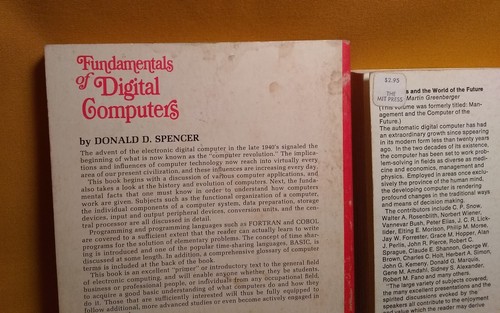 Fundamentals
of Digital
Computers
by DONALD D. SPENCER
The advent of the electronic digital computer in the late 1940's signaled the
beginning of what is now known as the "computer revolution." The implica-
tions and influences of computer technology now reach into virtually every
area of our present civilization, and these influences are increasing every day.
This book begins with a discussion of various computer applications, and
also takes a look at the history and evolution of computers. Next, the funda-
mental facts that one must know in order to understand how computers
work are given. Subjects such as the functional organization of a computer,
the individual components of a computer system, data preparation, storage
devices, input and output peripheral devices, conversion units, and the cen-
tral processor are all discussed in detail.
Programming and programming languages such as FORTRAN and COBOL
are covered to a sufficient extent that the reader can actually learn to write
programs for the solution of elementary problems. The concept of time shar-
ing is introduced and one of the popular time-sharing languages, BASIC, is
discussed at some length. In addition, a comprehensive glossary of computer
terms is included at the back of the book.
This book is an excellent "primer" or introductory text to the general field
of electronic computing, and will enable anyone, whether they be students,
business or professional people, or individuals from any occupational field,
to acquire a good basic understanding of what computers do and how they
do it. Those that are sufficiently interested will thus be fully equipped to
follow additional, more advanced studies or even become actively engaged in
$2.95
THE
MIT PRESS
and the World of the Future
Martin Greenberger
(This volume was formerly titled: Man-
agement and the Computer of the
Future.)
The automatic digital computer has had
an extraordinary growth since appearing
in its modern form less than twenty years
ago. In the two decades of its existence,
the computer has been set to work prob-
lem-solving in fields as diverse as medi-
cine and economics, management and
physics. Employed in areas once exclu-
sively the province of the human mind,
the developing computer is rendering
profound changes in the traditional ways
and means of decision making.
The contributors include C. P. Snow,
Walter A. Rosenblith, Norbert Wiener,
Vannevar Bush, Peter Elias, J. C. R. Lick-
lider, Elting E. Morison, Philip M. Morse,
Jay W. Forrester, Grace M. Hopper, Alan
J. Perlis, John R. Pierce, Robert C.
Sprague, Claude E. Shannon, George W.
Brown, Charles C. Holt, Herbert A. Simon,
John G. Kemeny, Donald G. Marquis,
Gene M. Amdahl, Sidney S. Alexander,
Robert M. Fano and others.
"The large variety of subjects covered,
the many excellent presentations and the
spirited discussions evoked by the
speakers all contribute to the enjoyment
and value which the reader may derive